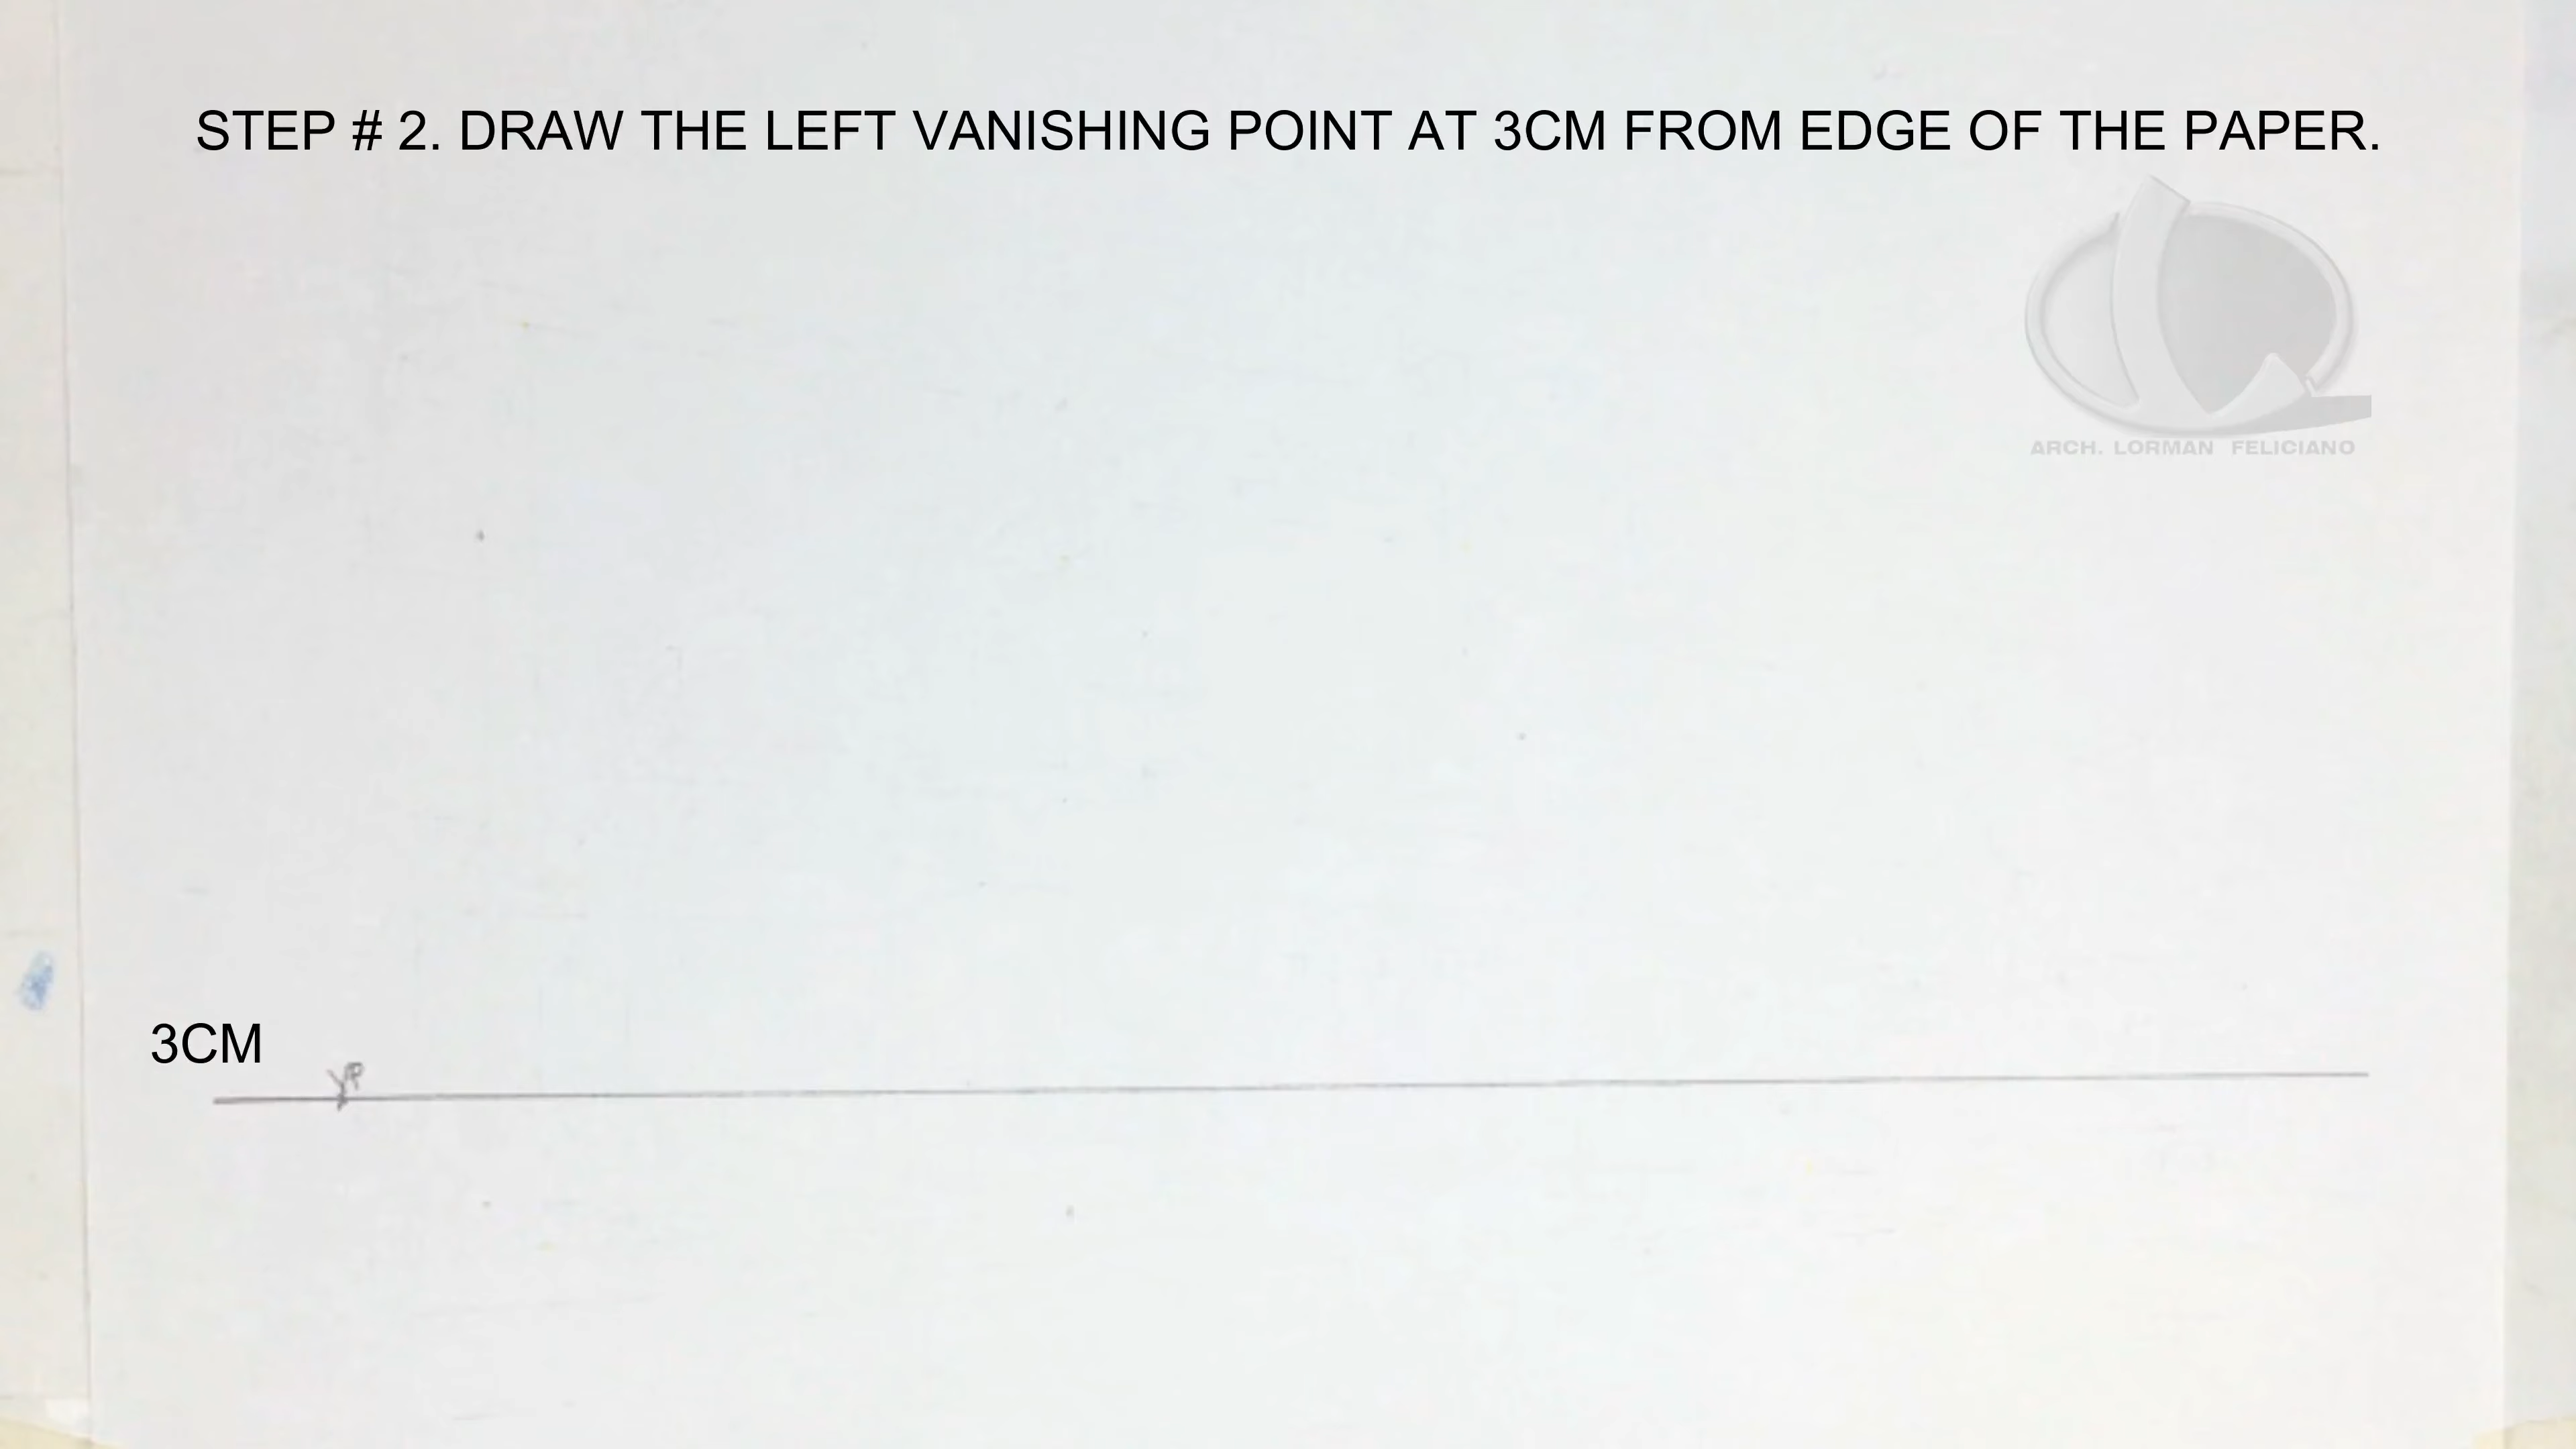 STEP # 2. DRAW THE LEFT VANISHING POINT AT 3CM FROM EDGE OF THE PAPER.
ARCH. LORMAN FELICIANO
3CM
VP